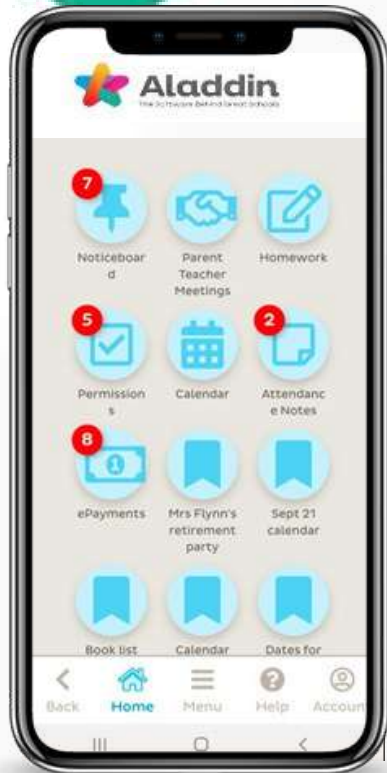 Aladdin
The Software Behind Great Schools
7
Noticeboar
d
Parent
Teacher
Meetings
Homework
5
Permission
s
Calendar
2
Attendanc
e Notes
8
1
ePayments
Mrs Flynn's
retirement
party
Sept 21
calendar
Book list
Calendar
Dates for
Back
Home
Menu
Help
Accoun